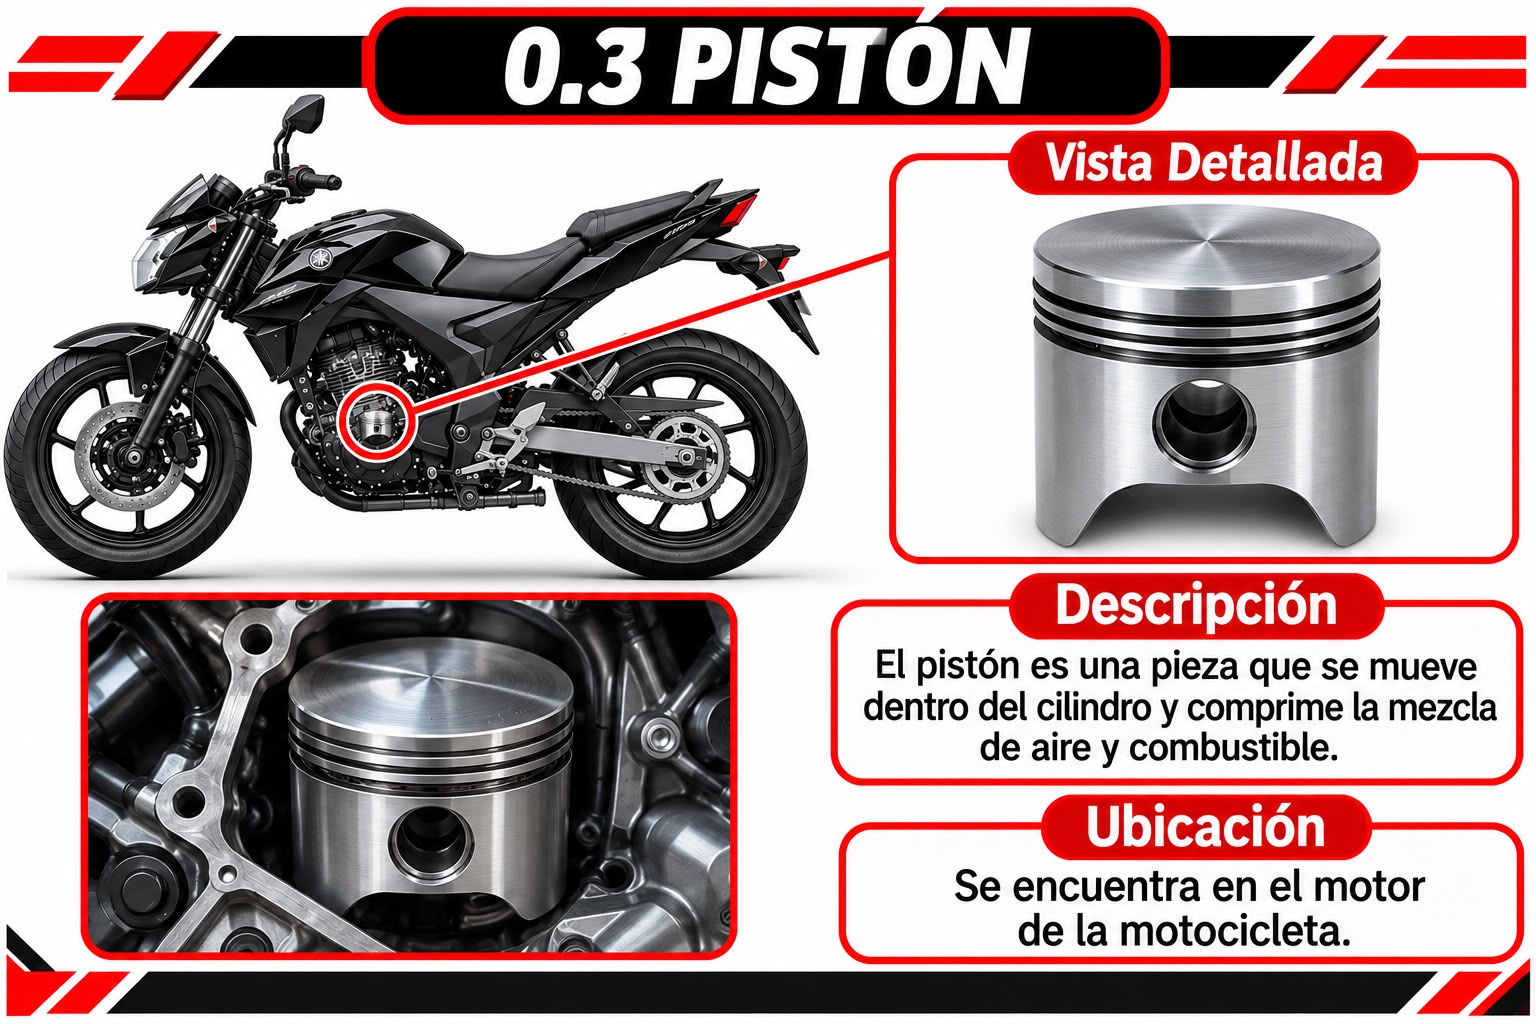 0.3 PISTÓN
Vista Detallada
Descripción
El pistón es una pieza que se mueve
dentro del cilindro y comprime la mezcla
de aire y combustible.
Ubicación
Se encuentra en el motor
de la motocicleta.